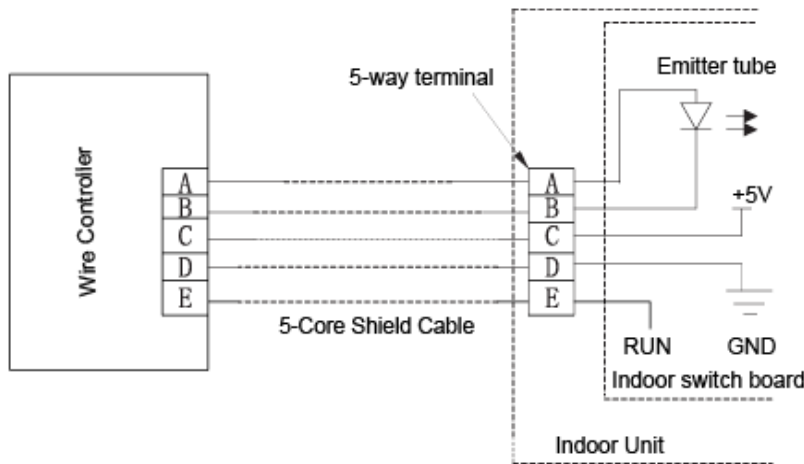 Emitter tube
5-way terminal
Wire Controller
A
B
C
D
E
A
B
C
D
E
+5V
5-Core Shield Cable
RUN
GND
Indoor switch board
Indoor Unit